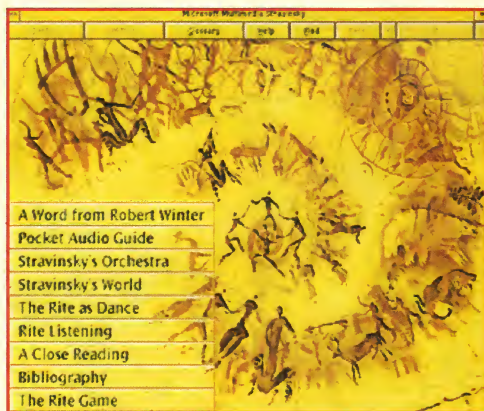 Microsoft Multimedia Stravinsky
Glossary Help Find
A Word from Robert Winter
Pocket Audio Guide
Stravinsky's Orchestra
Stravinsky's World
The Rite as Dance
Rite Listening
A Close Reading
Bibliography
The Rite Game